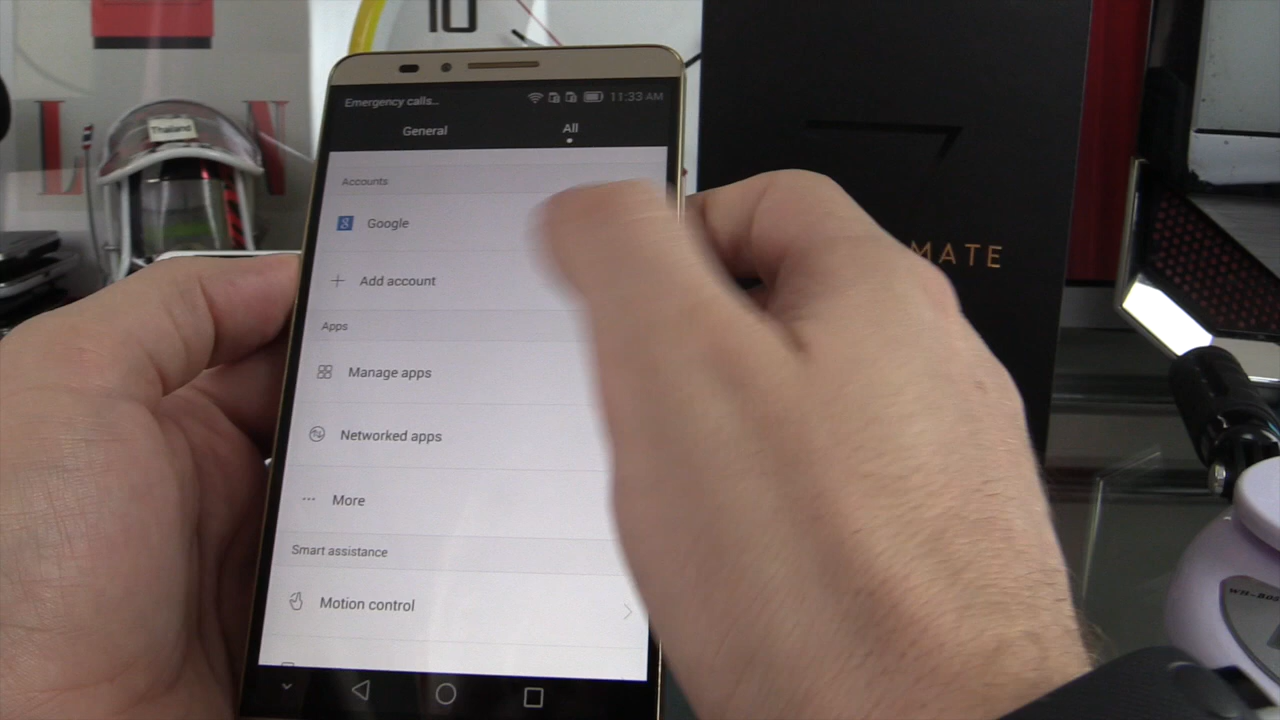 10
Thailand
Emergency calls...
11:33 AM
General
All
Accounts
Google
Add account
Apps
Manage apps
Networked apps
More
Smart assistance
Motion control
7
MATE